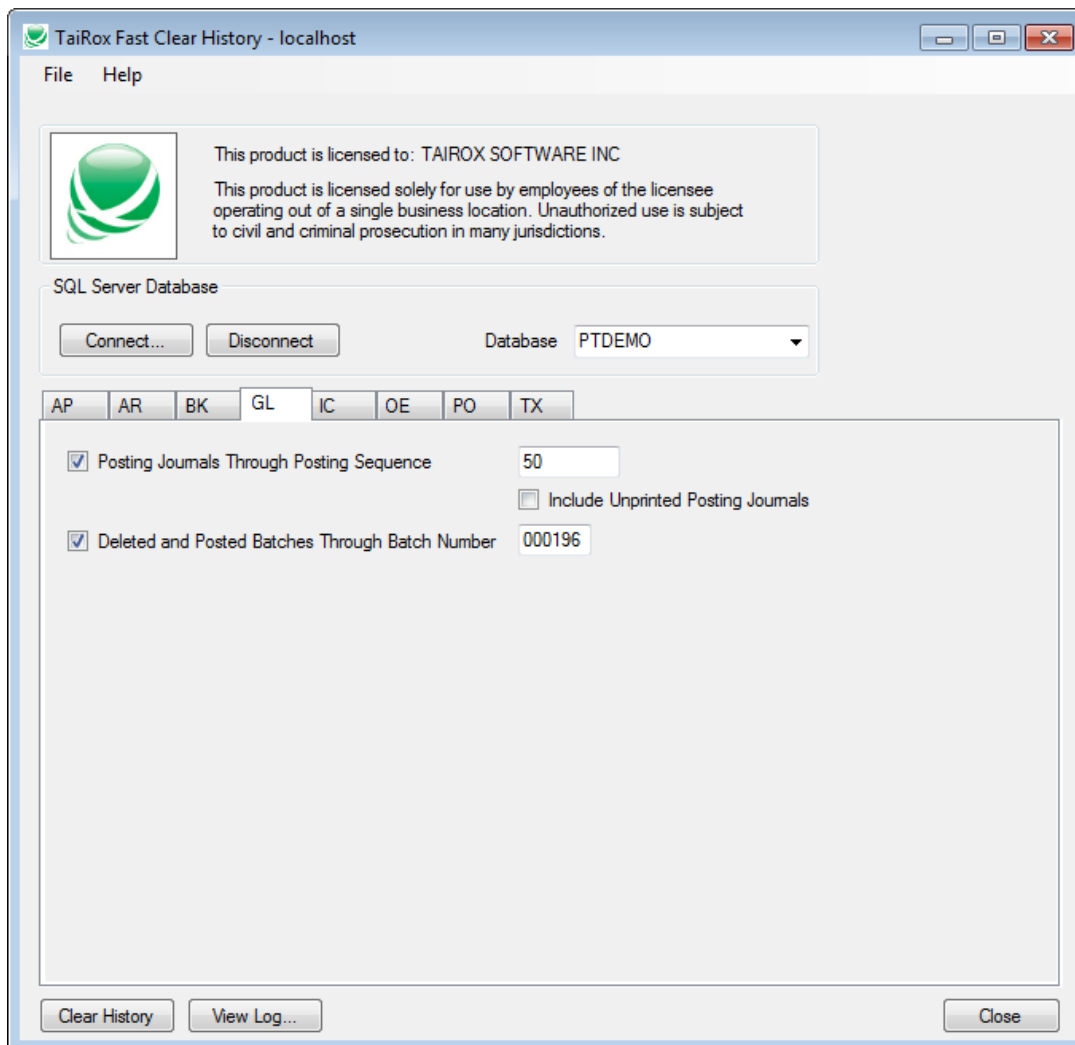 TaiRox Fast Clear History - localhost
File Help
This product is licensed to: TAIROX SOFTWARE INC
This product is licensed solely for use by employees of the licensee
operating out of a single business location. Unauthorized use is subject
to civil and criminal prosecution in many jurisdictions.
SQL Server Database
Connect... Disconnect Database PTDEMO
AP AR BK GL IC OE PO TX
Posting Journals Through Posting Sequence 50
Include Unprinted Posting Journals
Deleted and Posted Batches Through Batch Number 000196
Clear History View Log... Close